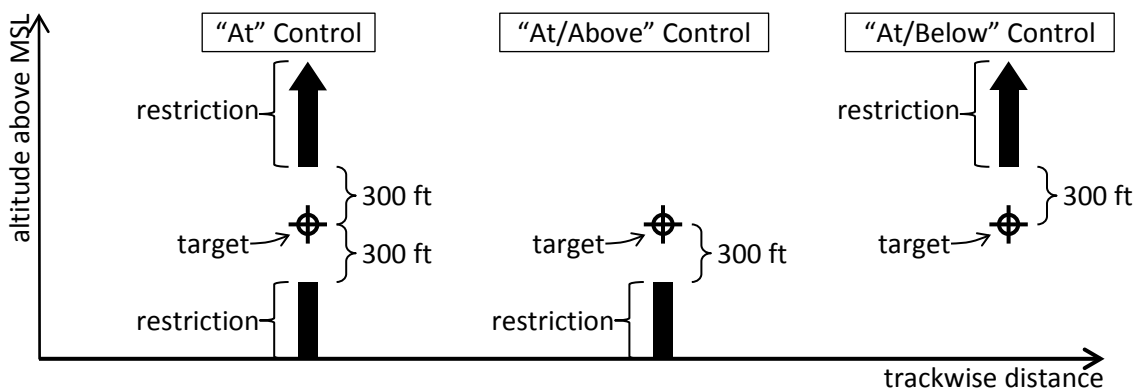 altitude above MSL
“At” Control
“At/Above” Control
“At/Below” Control
restriction
restriction
300 ft
300 ft
target
300 ft
target
300 ft
target
restriction
restriction
trackwise distance